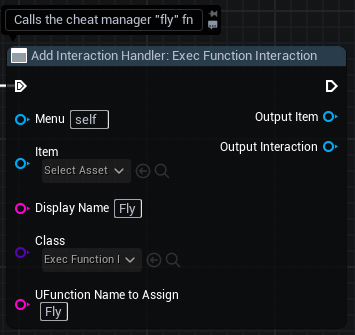 Calls the cheat manager "fly" fn
Add Interaction Handler: Exec Function Interaction
Menu self
Output Item
Item
Output Interaction
Select Asset
Display Name Fly
Class
Exec Function I
UFunction Name to Assign
Fly